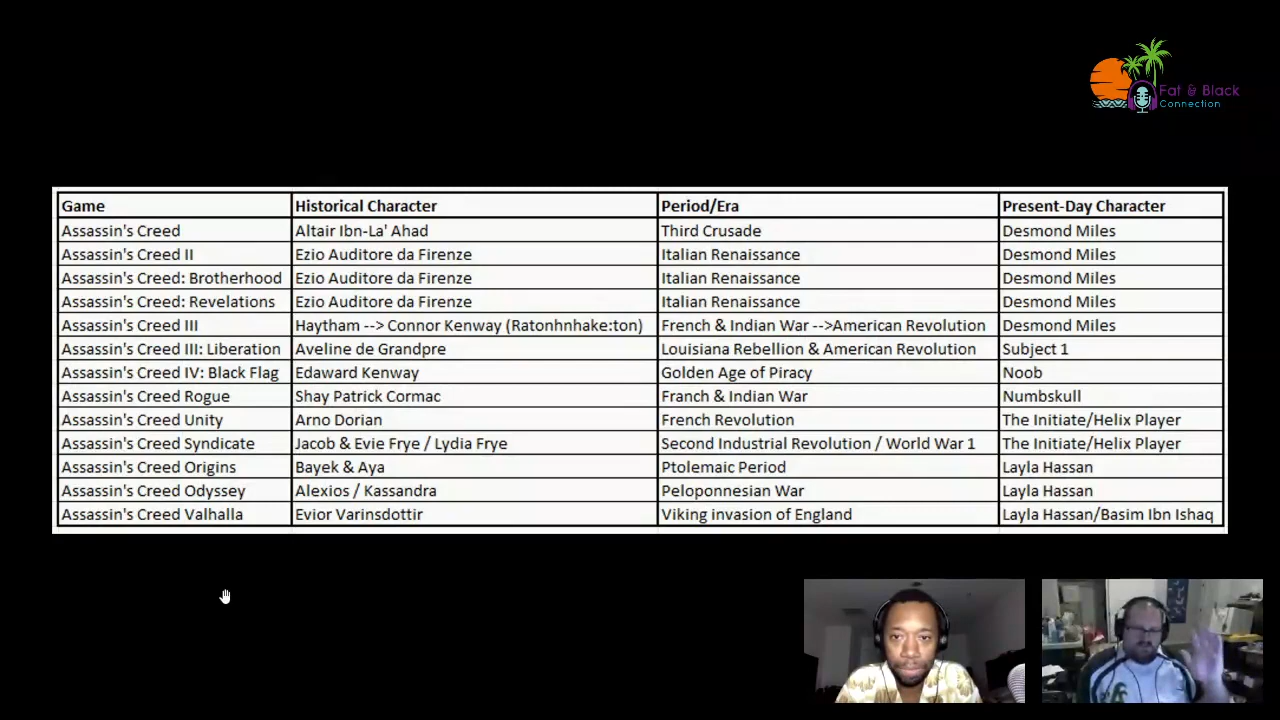 Fat & Black
Connection
Game Historical Character Period/Era Present-Day Character
Assassin's Creed Altair Ibn-La' Ahad Third Crusade Desmond Miles
Assassin's Creed II Ezio Auditore da Firenze Italian Renaissance Desmond Miles
Assassin's Creed: Brotherhood Ezio Auditore da Firenze Italian Renaissance Desmond Miles
Assassin's Creed: Revelations Ezio Auditore da Firenze Italian Renaissance Desmond Miles
Assassin's Creed III Haytham --> Connor Kenway (Ratonhnhake:ton) French & Indian War -->American Revolution Desmond Miles
Assassin's Creed III: Liberation Aveline de Grandpre Louisiana Rebellion & American Revolution Subject 1
Assassin's Creed IV: Black Flag Edaward Kenway Golden Age of Piracy Noob
Assassin's Creed Rogue Shay Patrick Cormac Franch & Indian War Numbskull
Assassin's Creed Unity Arno Dorian French Revolution The Initiate/Helix Player
Assassin's Creed Syndicate Jacob & Evie Frye / Lydia Frye Second Industrial Revolution / World War 1 The Initiate/Helix Player
Assassin's Creed Origins Bayek & Aya Ptolemaic Period Layla Hassan
Assassin's Creed Odyssey Alexios / Kassandra Peloponnesian War Layla Hassan
Assassin's Creed Valhalla Evior Varinsdottir Viking invasion of England Layla Hassan/Basim Ibn Ishaq